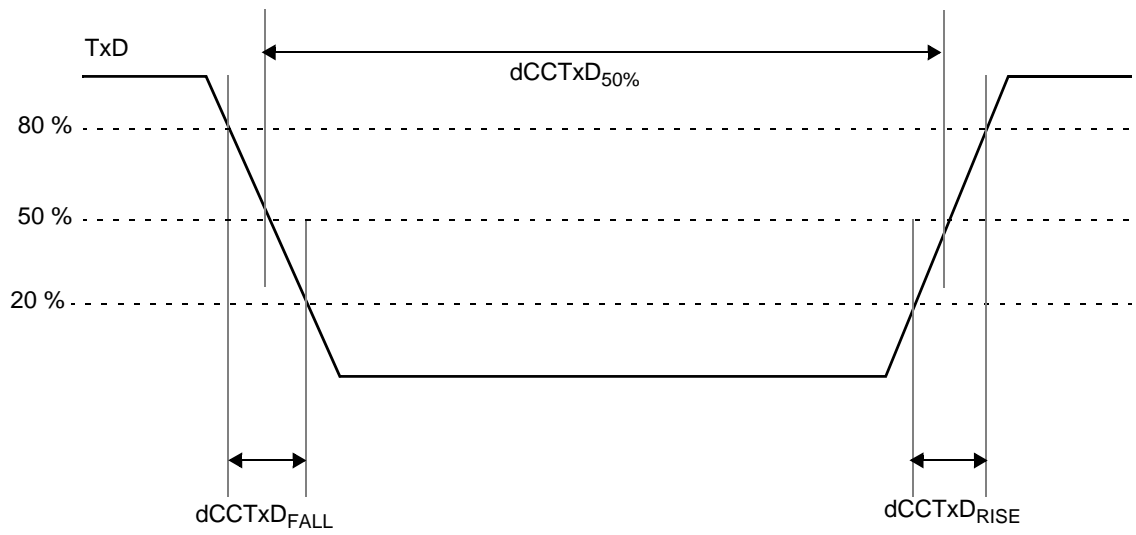 TxD
dCCTxD50%
80 %
50 %
20 %
dCCTxDFALL
dCCTxDRISE